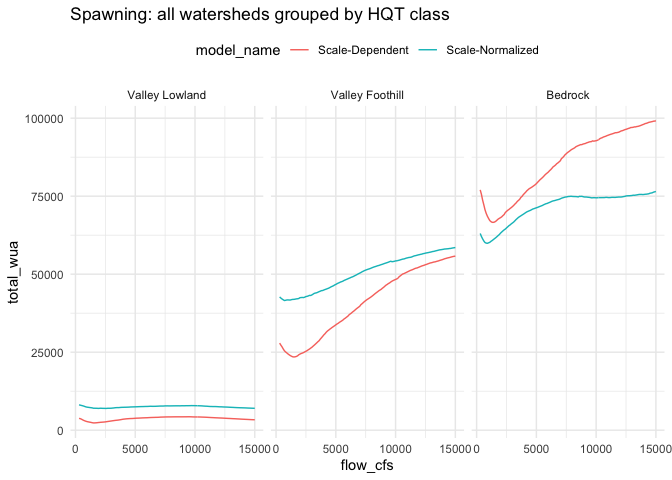 Spawning: all watersheds grouped by HQT class
model_name Scale-Dependent Scale-Normalized
Valley Lowland Valley Foothill Bedrock
total_wua
100000
75000
50000
25000
0
0 5000 10000 15000 0 5000 10000 15000 0 5000 10000 15000
flow_cfs